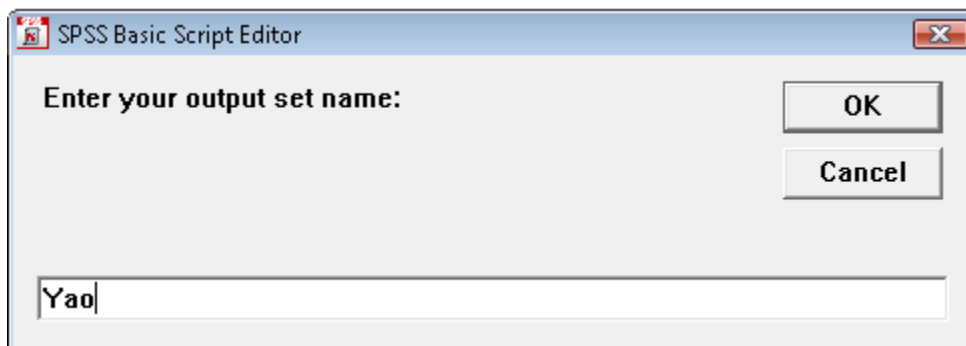 SPSS Basic Script Editor
Enter your output set name:
OK
Cancel
Yao